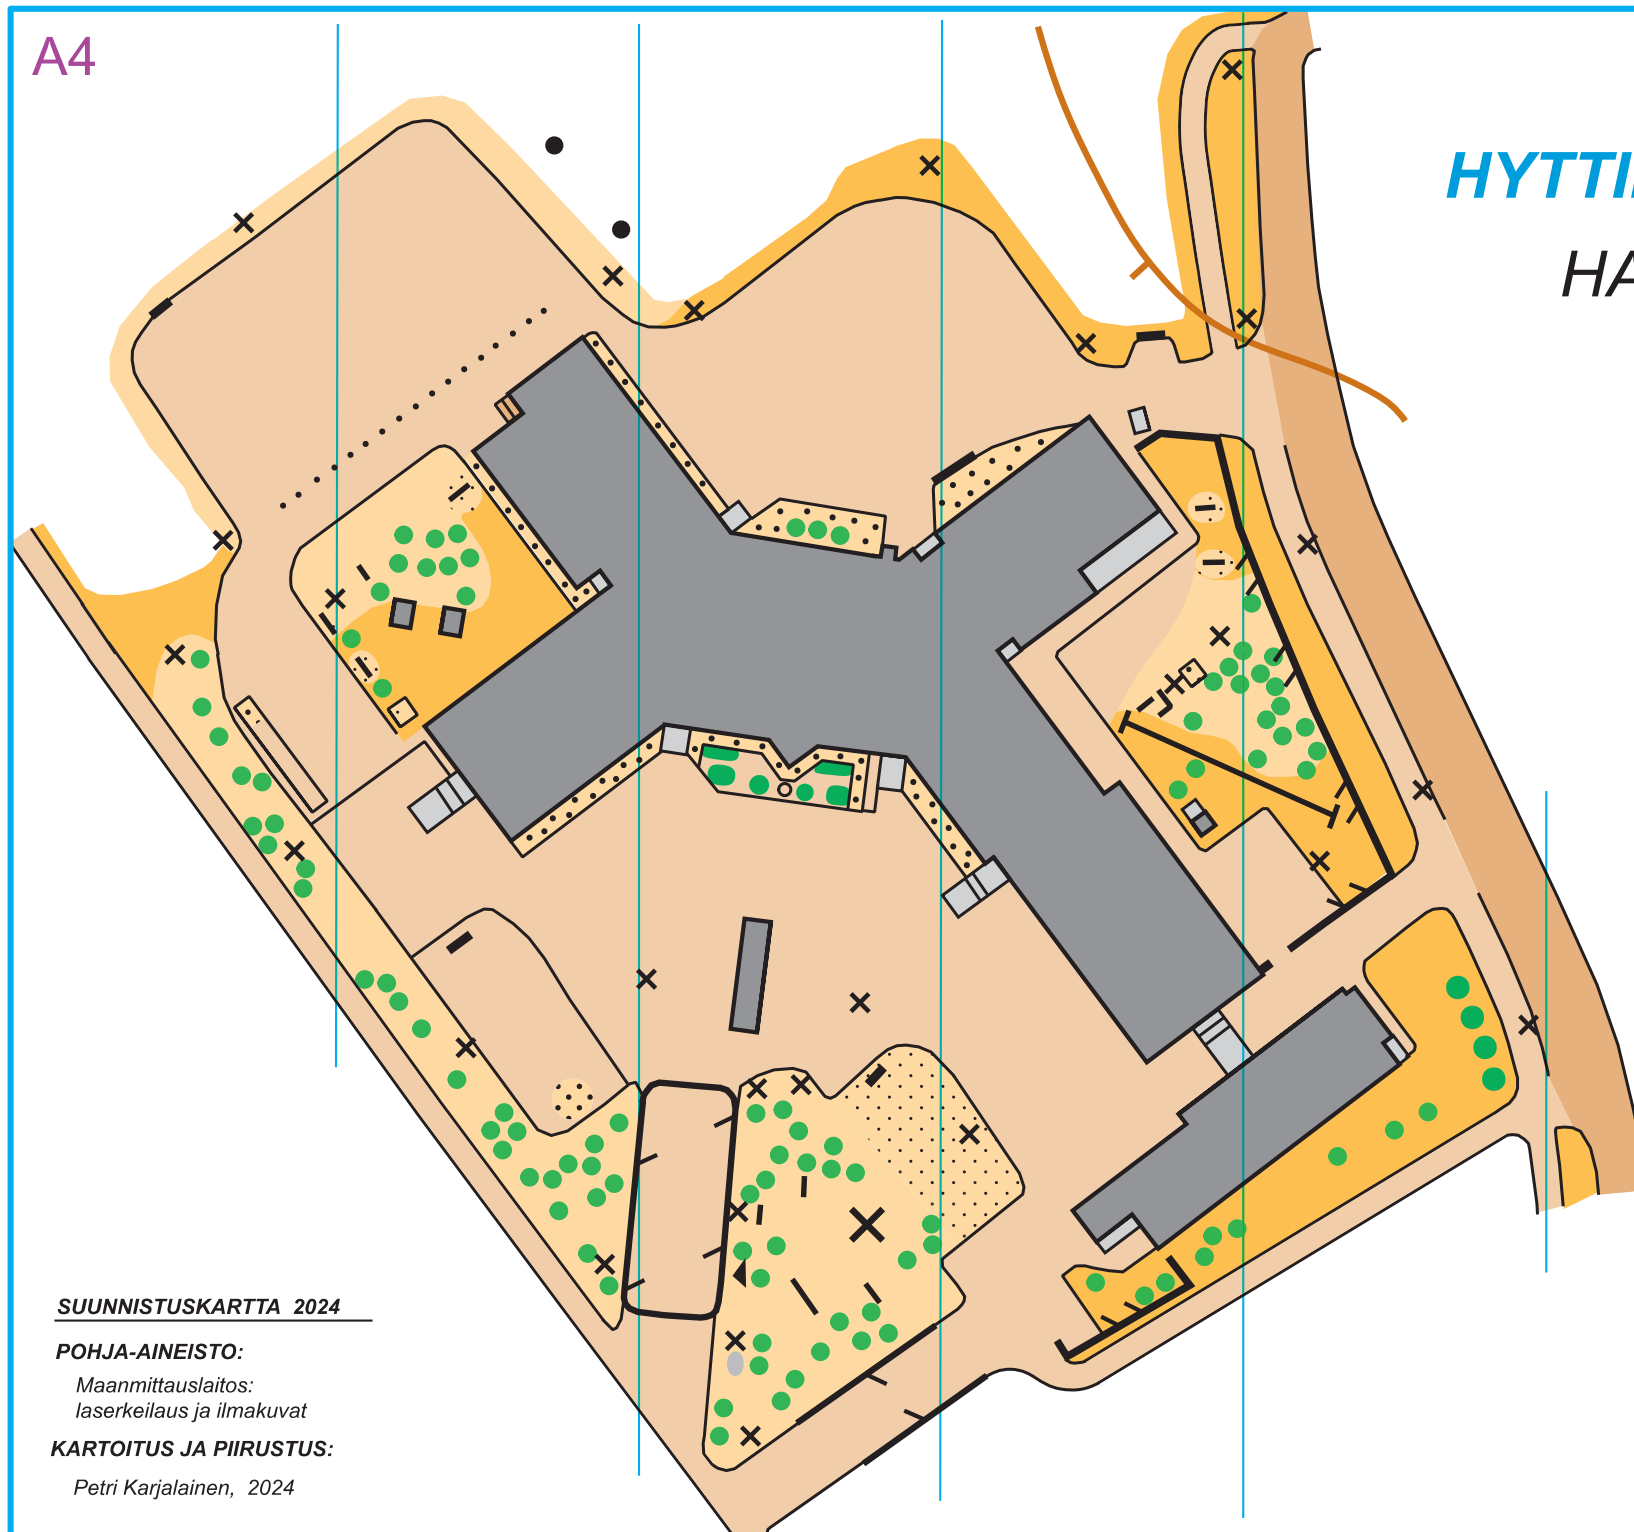 A4
HYTTI
HA
SUUNNISTUSKARTTA 2024
POHJA-AINEISTO:
Maanmittauslaitos:
laserkeilaus ja ilmakuvat
KARTOITUS JA PIIRUSTUS:
Petri Karjalainen, 2024